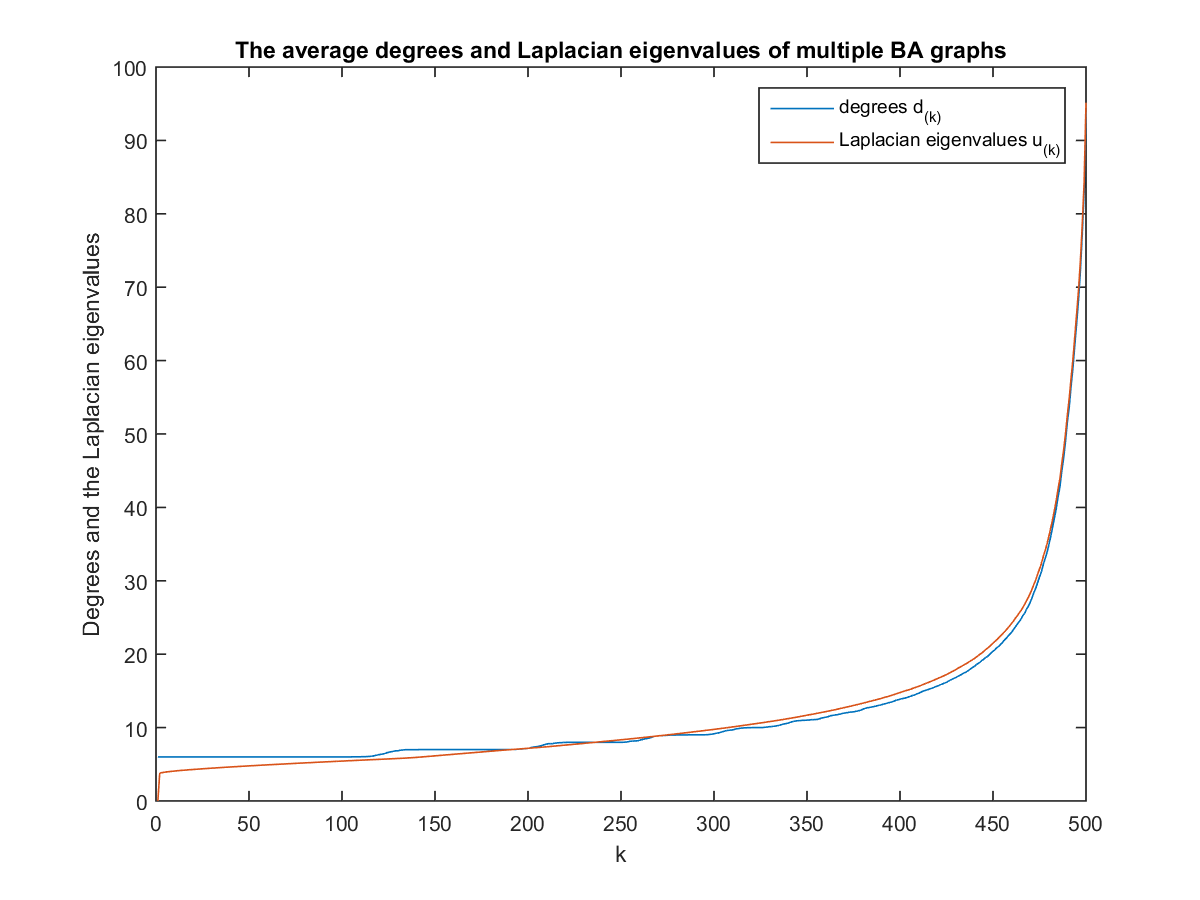 The average degrees and Laplacian eigenvalues of multiple BA graphs
degrees d(k)
Laplacian eigenvalues u(k)
Degrees and the Laplacian eigenvalues
100
90
80
70
60
50
40
30
20
10
0
0 50 100 150 200 250 300 350 400 450 500
k